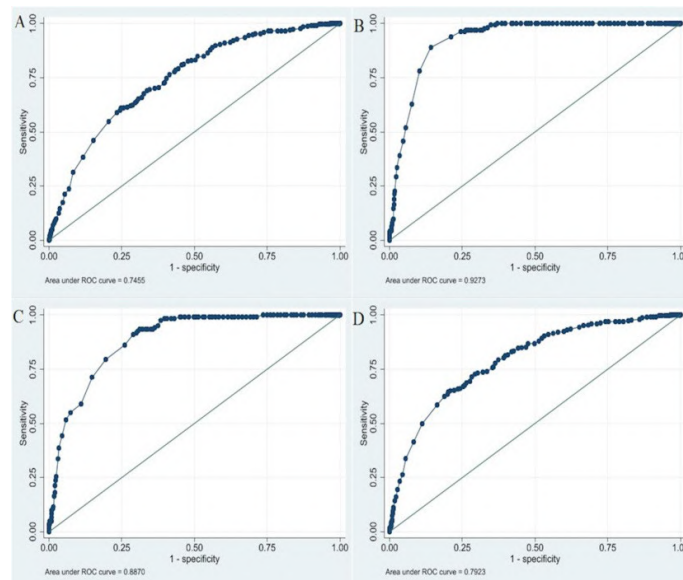 A
Sensitivity
1.00
0.75
0.50
0.25
0.00
0.00 0.25 0.50 0.75 1.00
1 - specificity
Area under ROC curve = 0.7455
B
Sensitivity
1.00
0.75
0.50
0.25
0.00
0.00 0.25 0.50 0.75 1.00
1 - specificity
Area under ROC curve = 0.9273
C
Sensitivity
1.00
0.75
0.50
0.25
0.00
0.00 0.25 0.50 0.75 1.00
1 - specificity
Area under ROC curve = 0.8870
D
Sensitivity
1.00
0.75
0.50
0.25
0.00
0.00 0.25 0.50 0.75 1.00
1 - specificity
Area under ROC curve = 0.7923